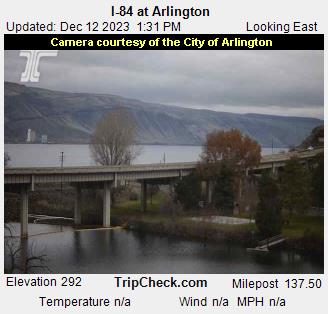 I-84 at Arlington
Updated: Dec 12 2023 1:31 PM Looking East
Camera courtesy of the City of Arlington
Elevation 292 TripCheck.com Milepost 137.50
Temperature n/a Wind n/a MPH n/a